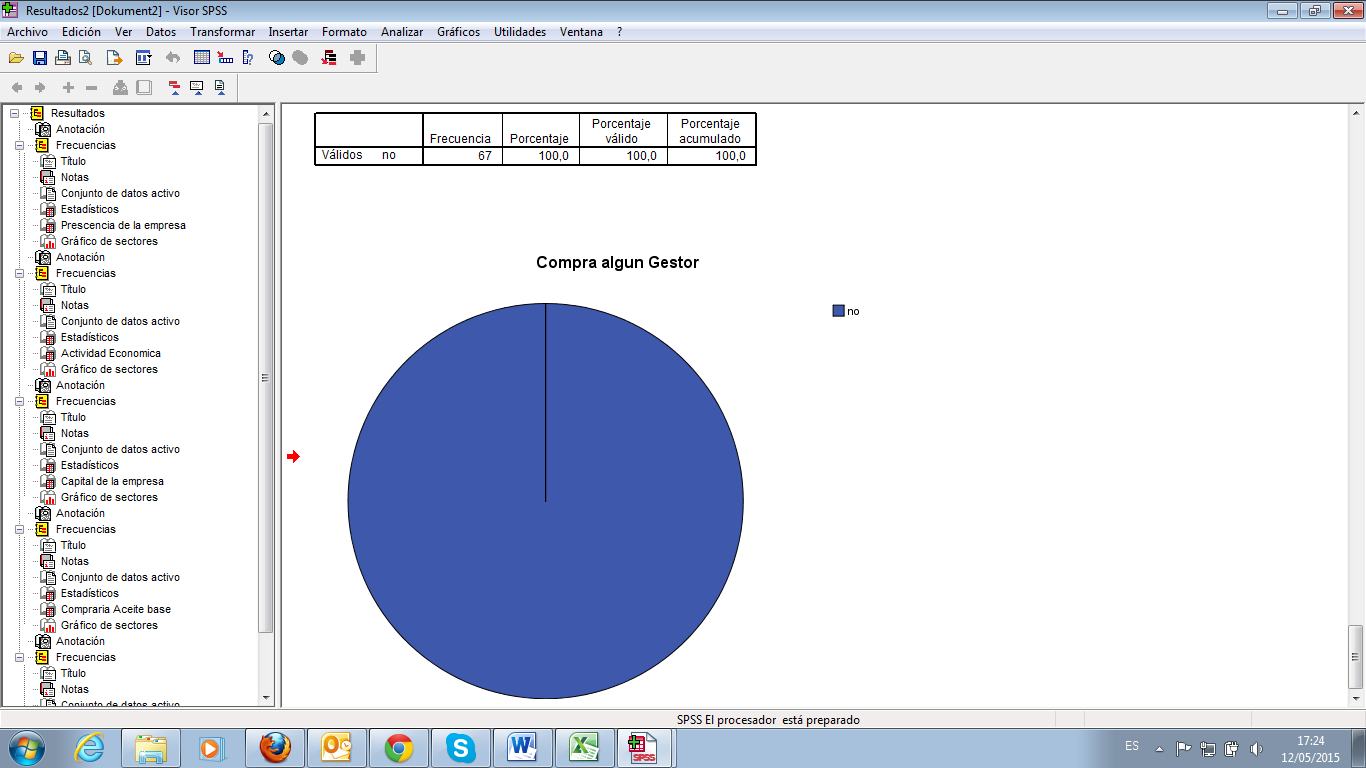 Resultados2 [Dokument2] - Visor SPSS
Archivo Edición Ver Datos Transformar Insertar Formato Analizar Gráficos Utilidades Ventana ?
Resultados
Anotación
Frecuencias
Título
Notas
Conjunto de datos activo
Estadísticos
Prescencia de la empresa
Gráfico de sectores
Anotación
Frecuencias
Título
Notas
Conjunto de datos activo
Estadísticos
Actividad Economica
Gráfico de sectores
Anotación
Frecuencias
Título
Notas
Conjunto de datos activo
Estadísticos
Capital de la empresa
Gráfico de sectores
Anotación
Frecuencias
Título
Notas
Conjunto de datos activo
Estadísticos
Compraria Aceite base
Gráfico de sectores
Anotación
Frecuencias
Título
Notas
Conjunto de datos activo
Frecuencia Porcentaje Porcentaje válido Porcentaje acumulado
Válidos no 67 100,0 100,0 100,0
Compra algun Gestor
no
SPSS El procesador está preparado
ES
17:24
12/05/2015
SPSS